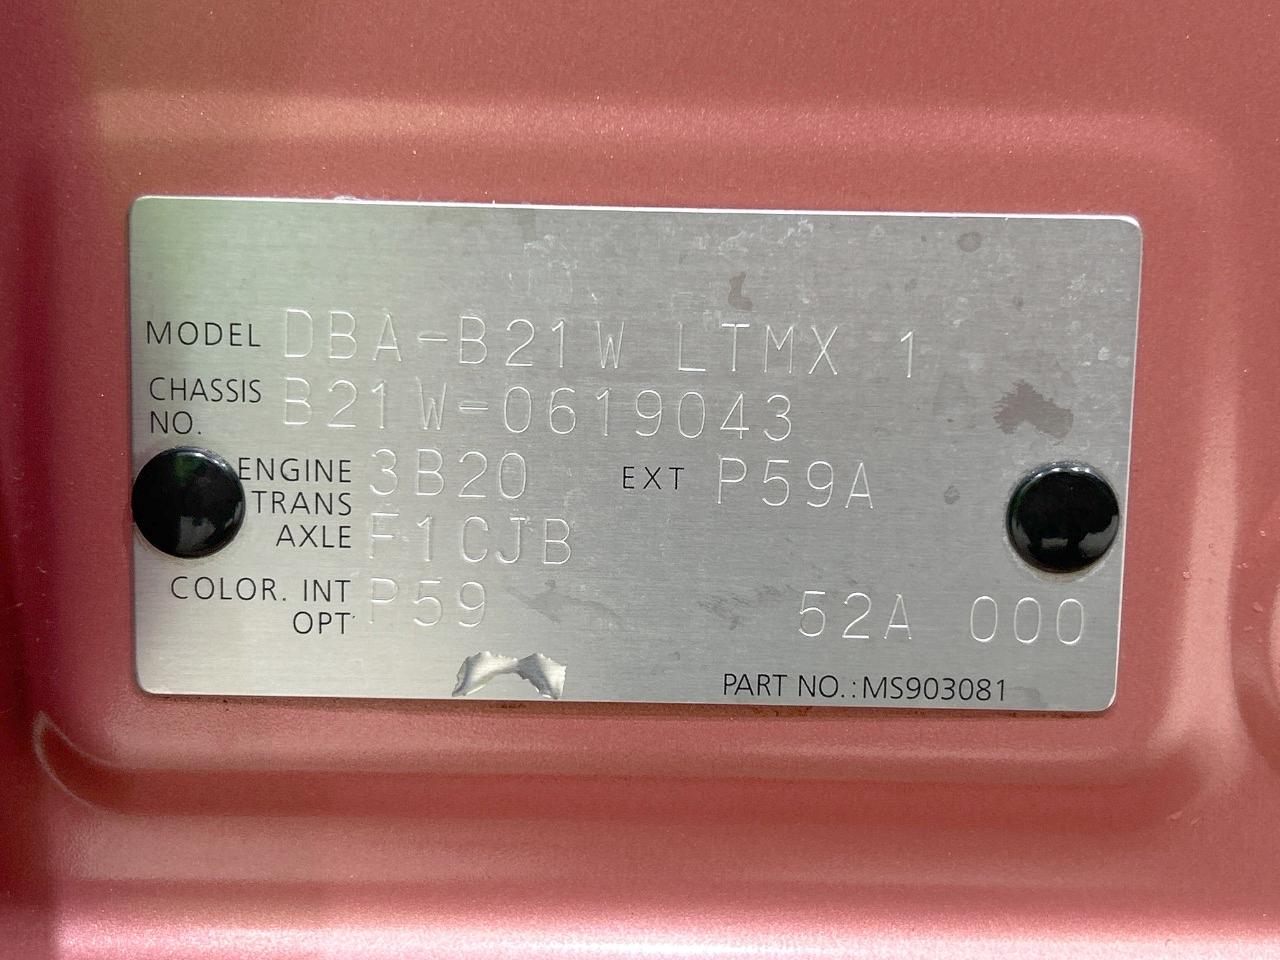 MODEL DBA-B21W LTMX 1
CHASSIS NO. B21W-0619043
ENGINE 3B20 EXT P59A
TRANS AXLE F1CJB
COLOR. INT OPT P59 52A 000
PART NO.:MS903081